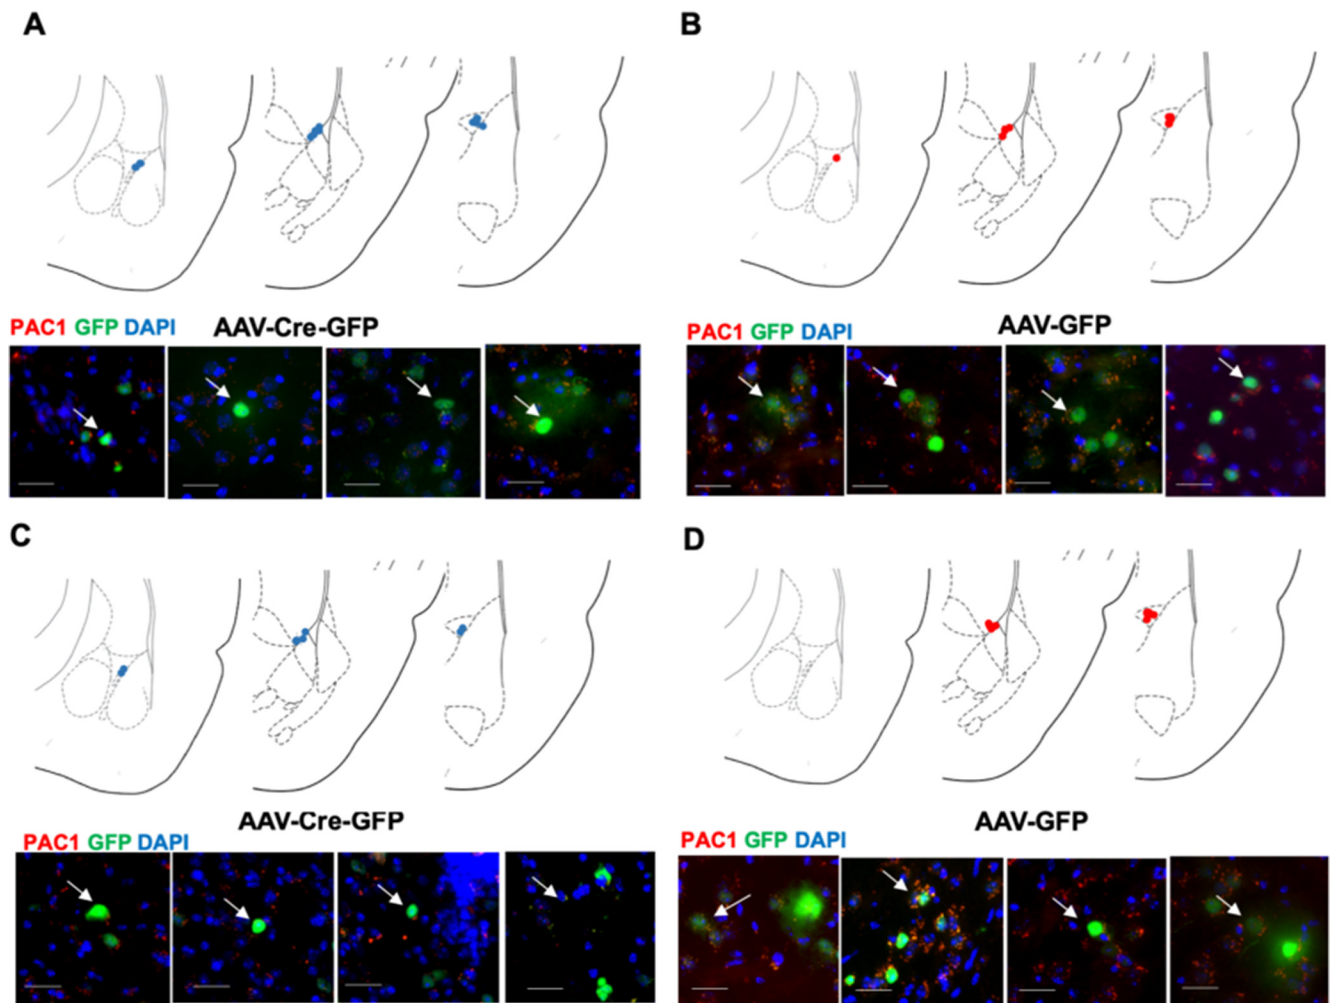 A
B
PAC1 GFP DAPI
AAV-Cre-GFP
PAC1 GFP DAPI
AAV-GFP
C
D
PAC1 GFP DAPI
AAV-Cre-GFP
PAC1 GFP DAPI
AAV-GFP